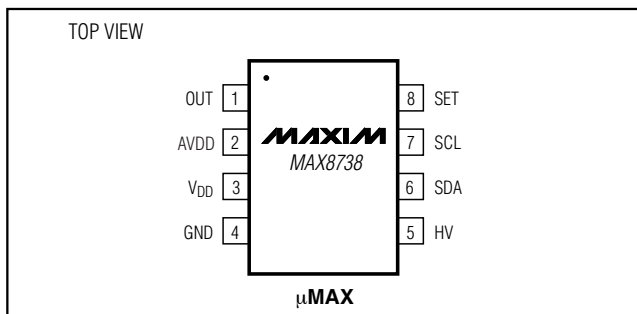 TOP VIEW
OUT 1
AVDD 2
VDD 3
GND 4
MAXIM
MAX8738
8 SET
7 SCL
6 SDA
5 HV
μMAX